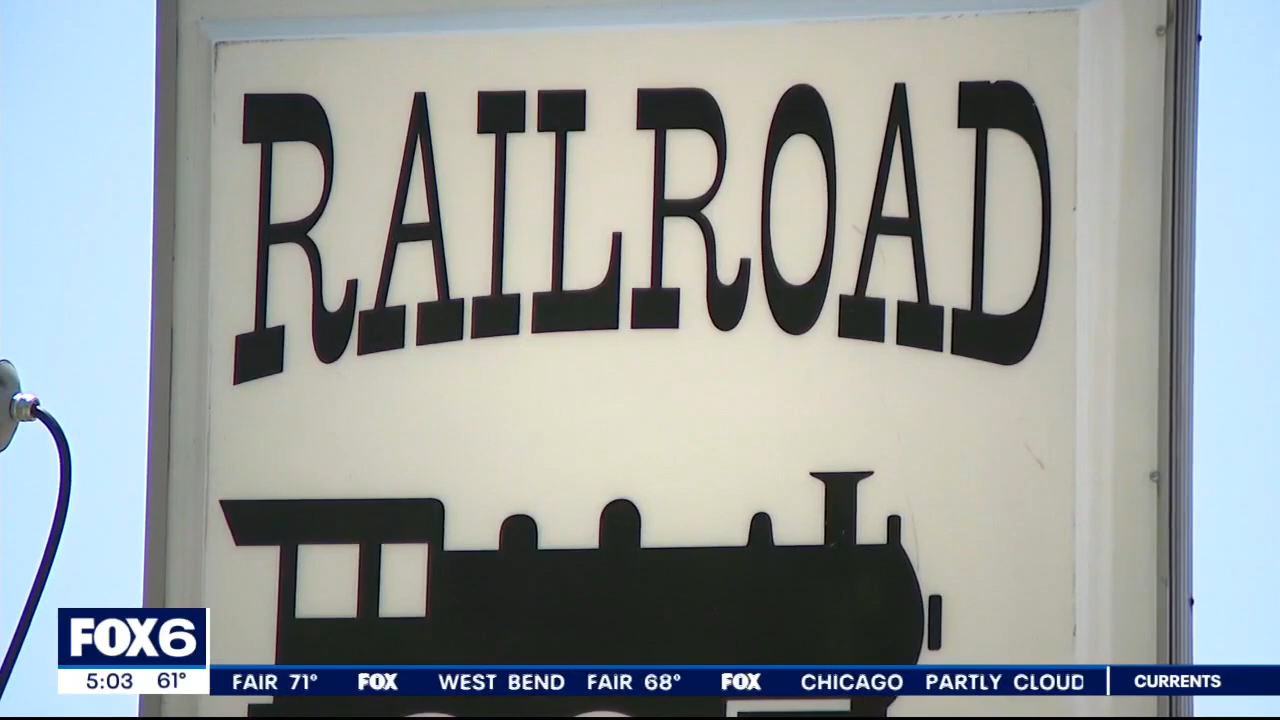 RAILROAD
FOX6
5:03 61°
FAIR 71° FOX WEST BEND FAIR 68° FOX CHICAGO PARTLY CLOUD CURRENTS